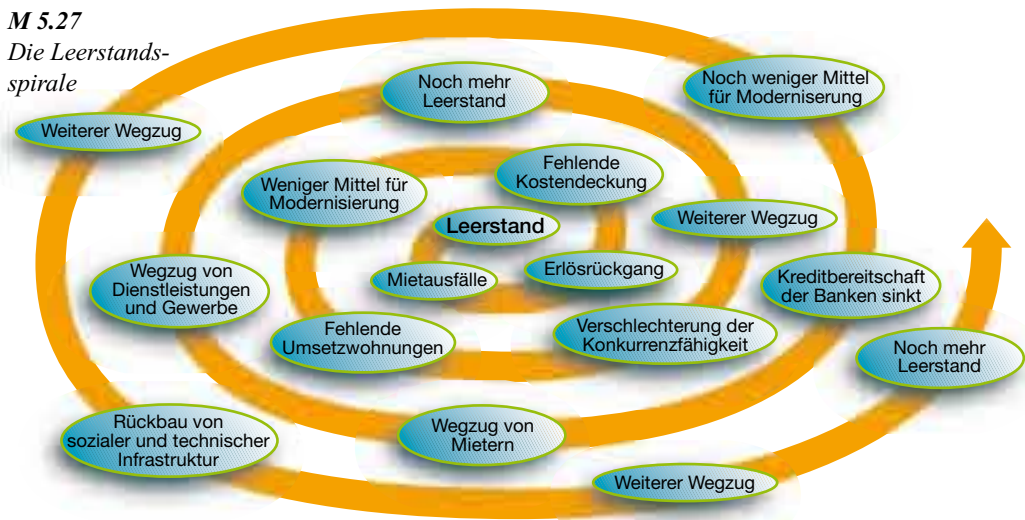 M 5.27
Die Leerstands-
spirale
Noch mehr
Leerstand
Noch weniger Mittel
für Moderniserung
Weiterer Wegzug
Weniger Mittel für
Modernisierung
Fehlende
Kostendeckung
Leerstand
Weiterer Wegzug
Wegzug von
Dienstleistungen
und Gewerbe
Mietausfälle
Erlösrückgang
Kreditbereitschaft
der Banken sinkt
Fehlende
Umsetzwohnungen
Verschlechterung der
Konkurrenzfähigkeit
Noch mehr
Leerstand
Rückbau von
sozialer und technischer
Infrastruktur
Wegzug von
Mietern
Weiterer Wegzug